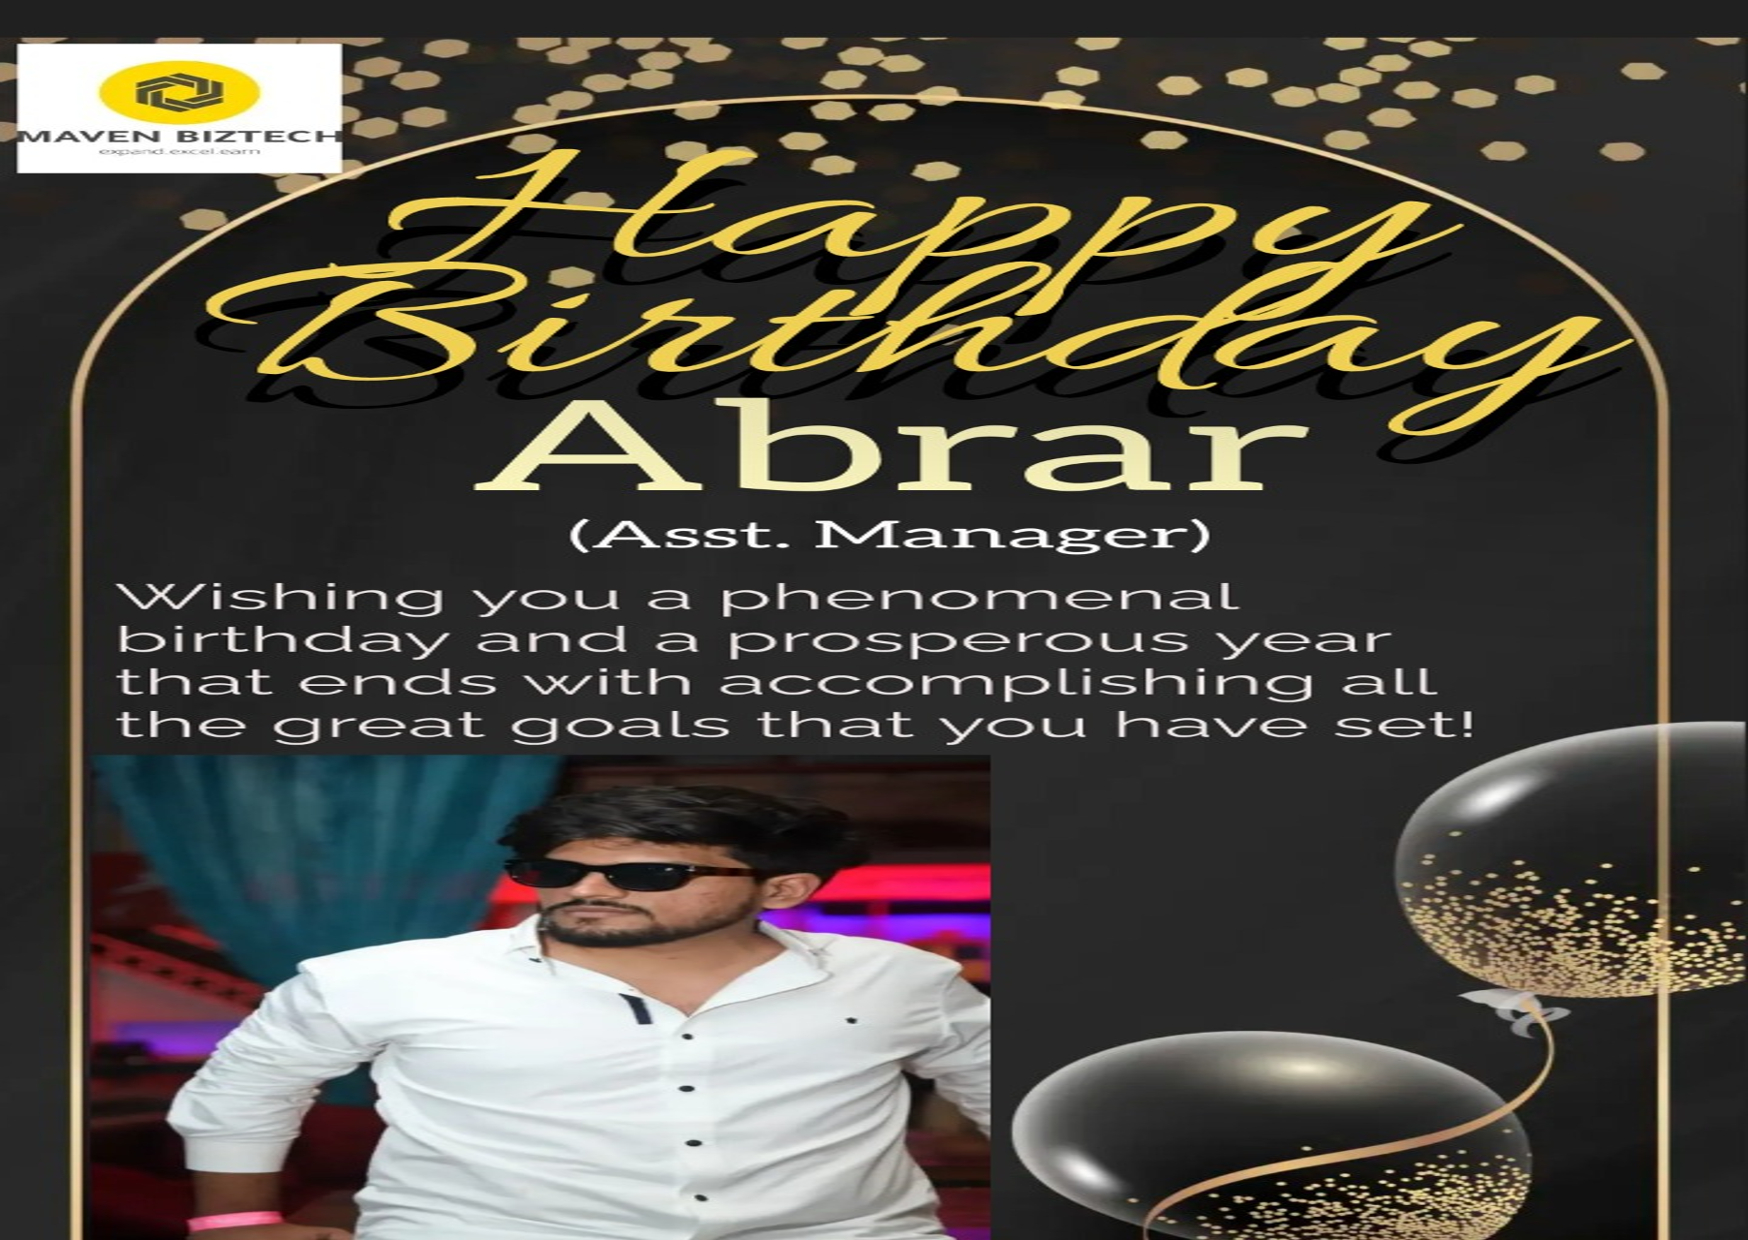 MAVEN BIZTECH
expand.excel.earn
Happy
Birthday
Abrar
(Asst. Manager)
Wishing you a phenomenal
birthday and a prosperous year
that ends with accomplishing all
the great goals that you have set!